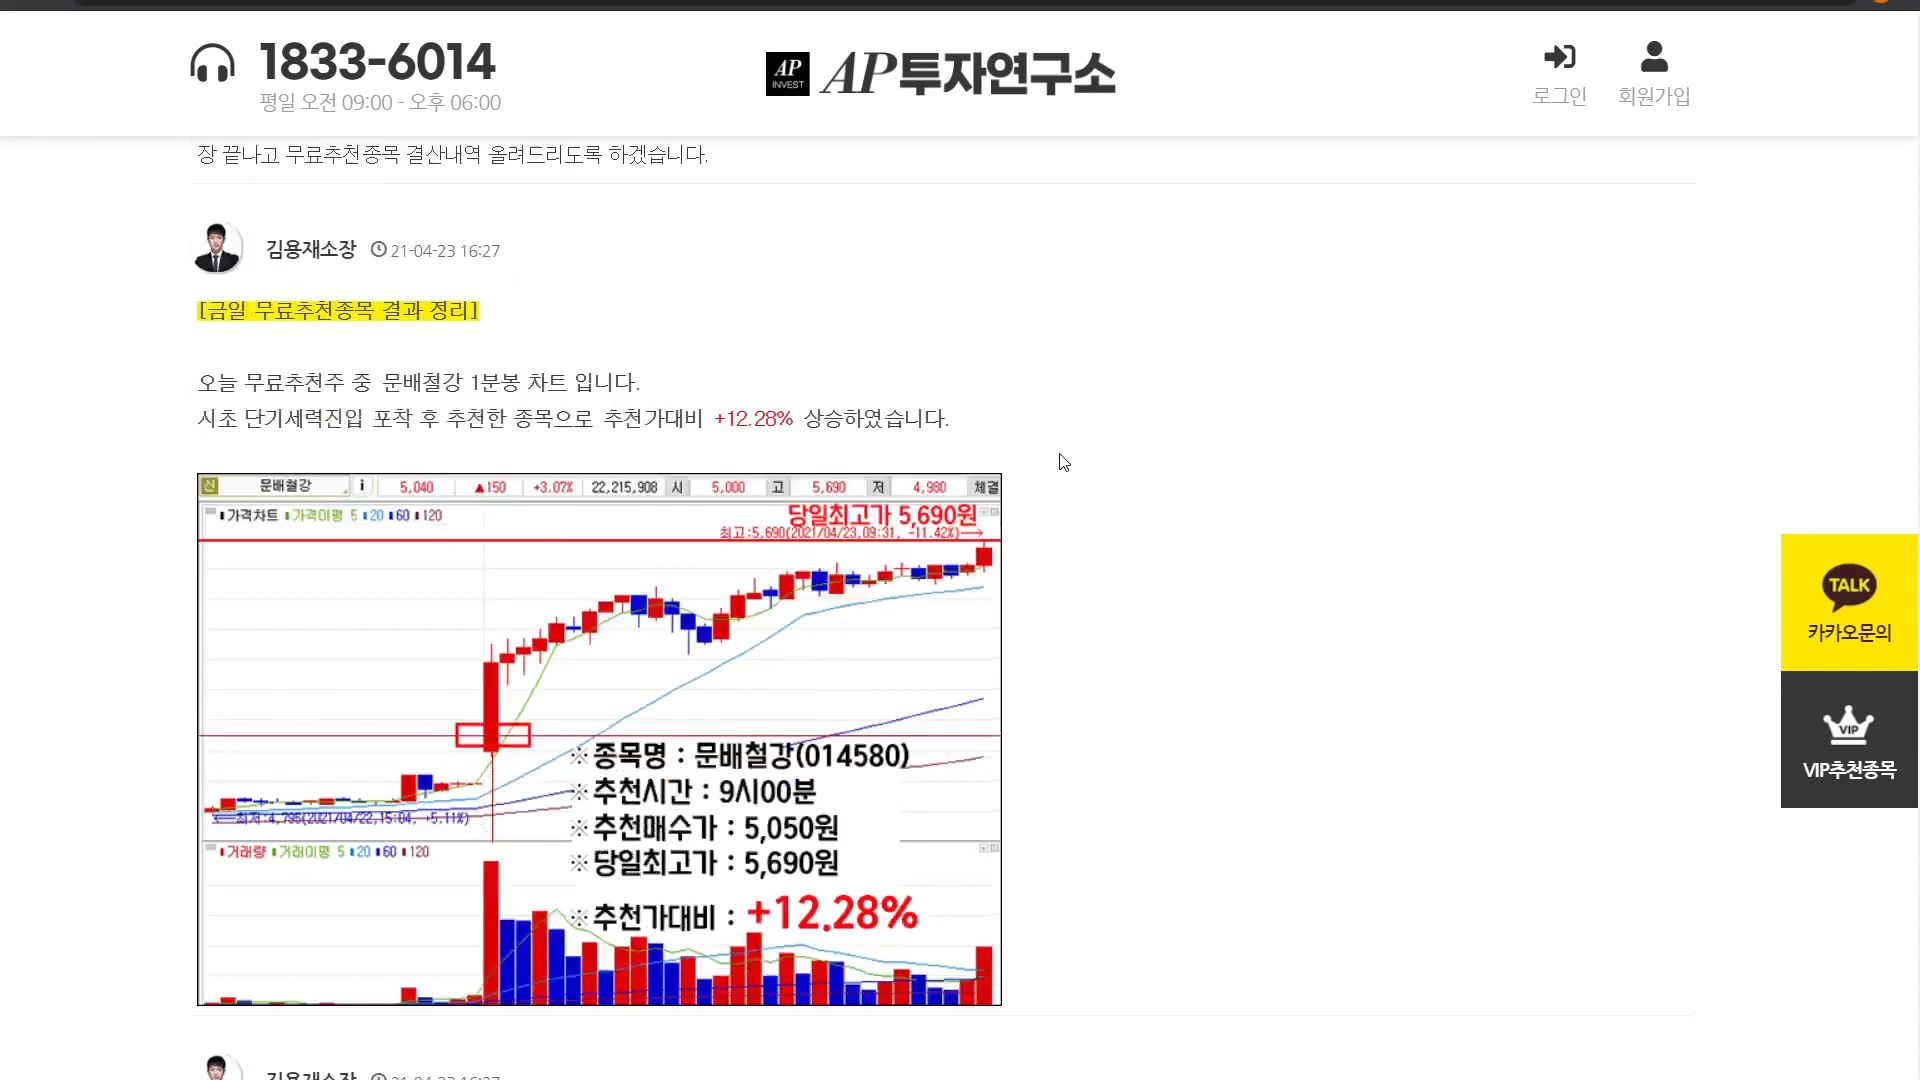 1833-6014
평일 오전 09:00 - 오후 06:00
AP
INVEST
AP투자연구소
로그인
회원가입
장 끝나고 무료추천종목 결산내역 올려드리도록 하겠습니다.
김용재소장 21-04-23 16:27
[금일 무료추천종목 결과 정리]
오늘 무료추천주 중 문배철강 1분봉 차트 입니다.
시초 단기세력진입 포착 후 추천한 종목으로 추천가대비 +12.28% 상승하였습니다.
신 문배철강 i 5,040 ▲150 +3.07% 22,215,908 시 5,000 고 5,690 저 4,980 체결
가격차트 가격이평 5 20 60 120
당일최고가 5,690원
최고:5,690(2021/04/23,09:31, -11.42%)→
※종목명 : 문배철강(014580)
※추천시간 : 9시00분
←최저:4,795(2021/04/22,15:04, +5.11%)
※추천매수가 : 5,050원
거래량 거래이평 5 20 60 120
※당일최고가 : 5,690원
※추천가대비 : +12.28%
TALK
카카오문의
VIP
VIP추천종목
김용재소장 21-04-23 16:27